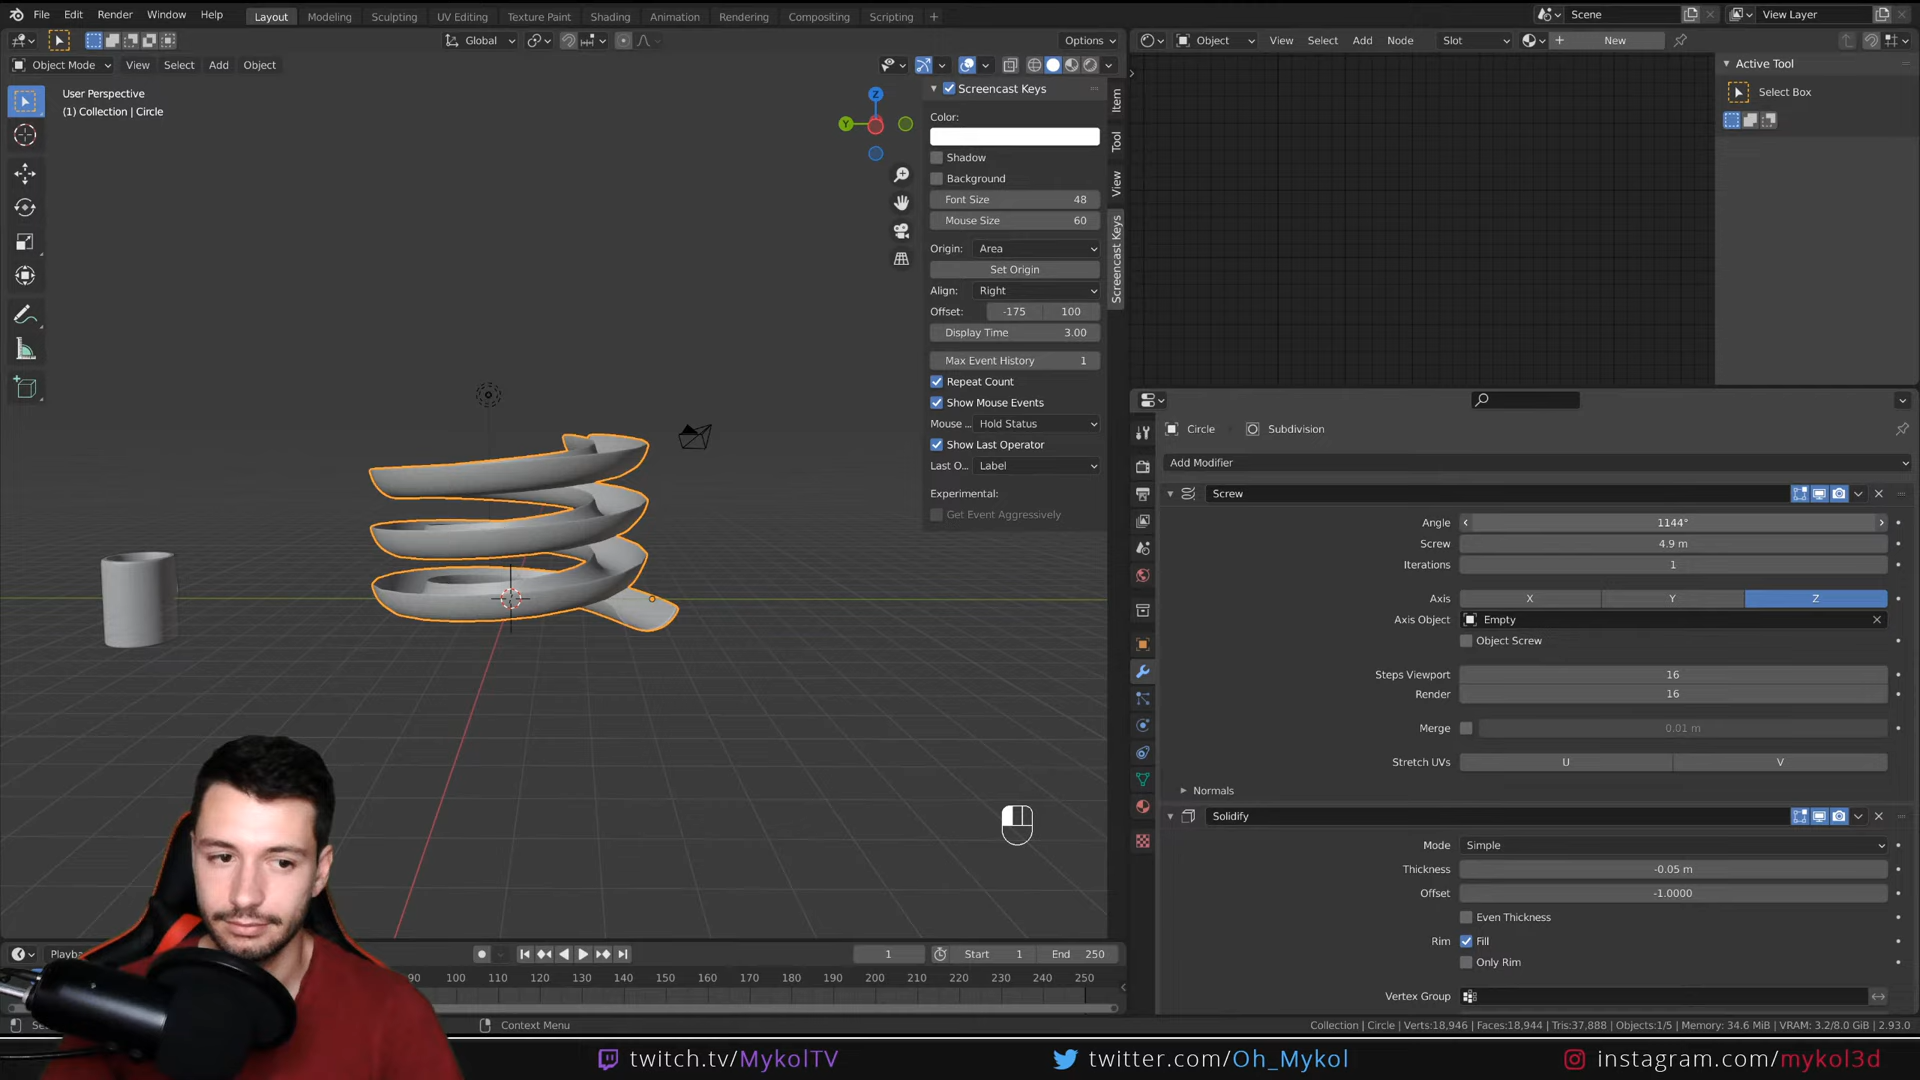 File Edit Render Window Help Layout Modeling Sculpting UV Editing Texture Paint Shading Animation Rendering Compositing Scripting + Scene View Layer
Global Options Object View Select Add Node Slot New
Object Mode View Select Add Object
User Perspective
(1) Collection | Circle
Z
Y
Screencast Keys
Color:
Shadow
Background
Font Size 48
Mouse Size 60
Origin: Area
Set Origin
Align: Right
Offset: -175 100
Display Time 3.00
Max Event History 1
Repeat Count
Show Mouse Events
Mouse ... Hold Status
Show Last Operator
Last O... Label
Experimental:
Get Event Aggressively
Item
Tool
View
Screencast Keys
Active Tool
Select Box
Circle Subdivision
Add Modifier
Screw
Angle 1144°
Screw 4.9 m
Iterations 1
Axis X Y Z
Axis Object Empty
Object Screw
Steps Viewport 16
Render 16
Merge 0.01 m
Stretch UVs U V
Normals
Solidify
Mode Simple
Thickness -0.05 m
Offset -1.0000
Even Thickness
Rim Fill
Only Rim
Vertex Group
Playba 1 Start 1 End 250
90 100 110 120 130 140 150 160 170 180 190 200 210 220 230 240 250
Context Menu
Collection | Circle | Verts:18,946 | Faces:18,944 | Tris:37,888 | Objects:1/5 | Memory: 34.6 MiB | VRAM: 3.2/8.0 GiB | 2.93.0
twitch.tv/MykolTV twitter.com/Oh_Mykol instagram.com/mykol3d